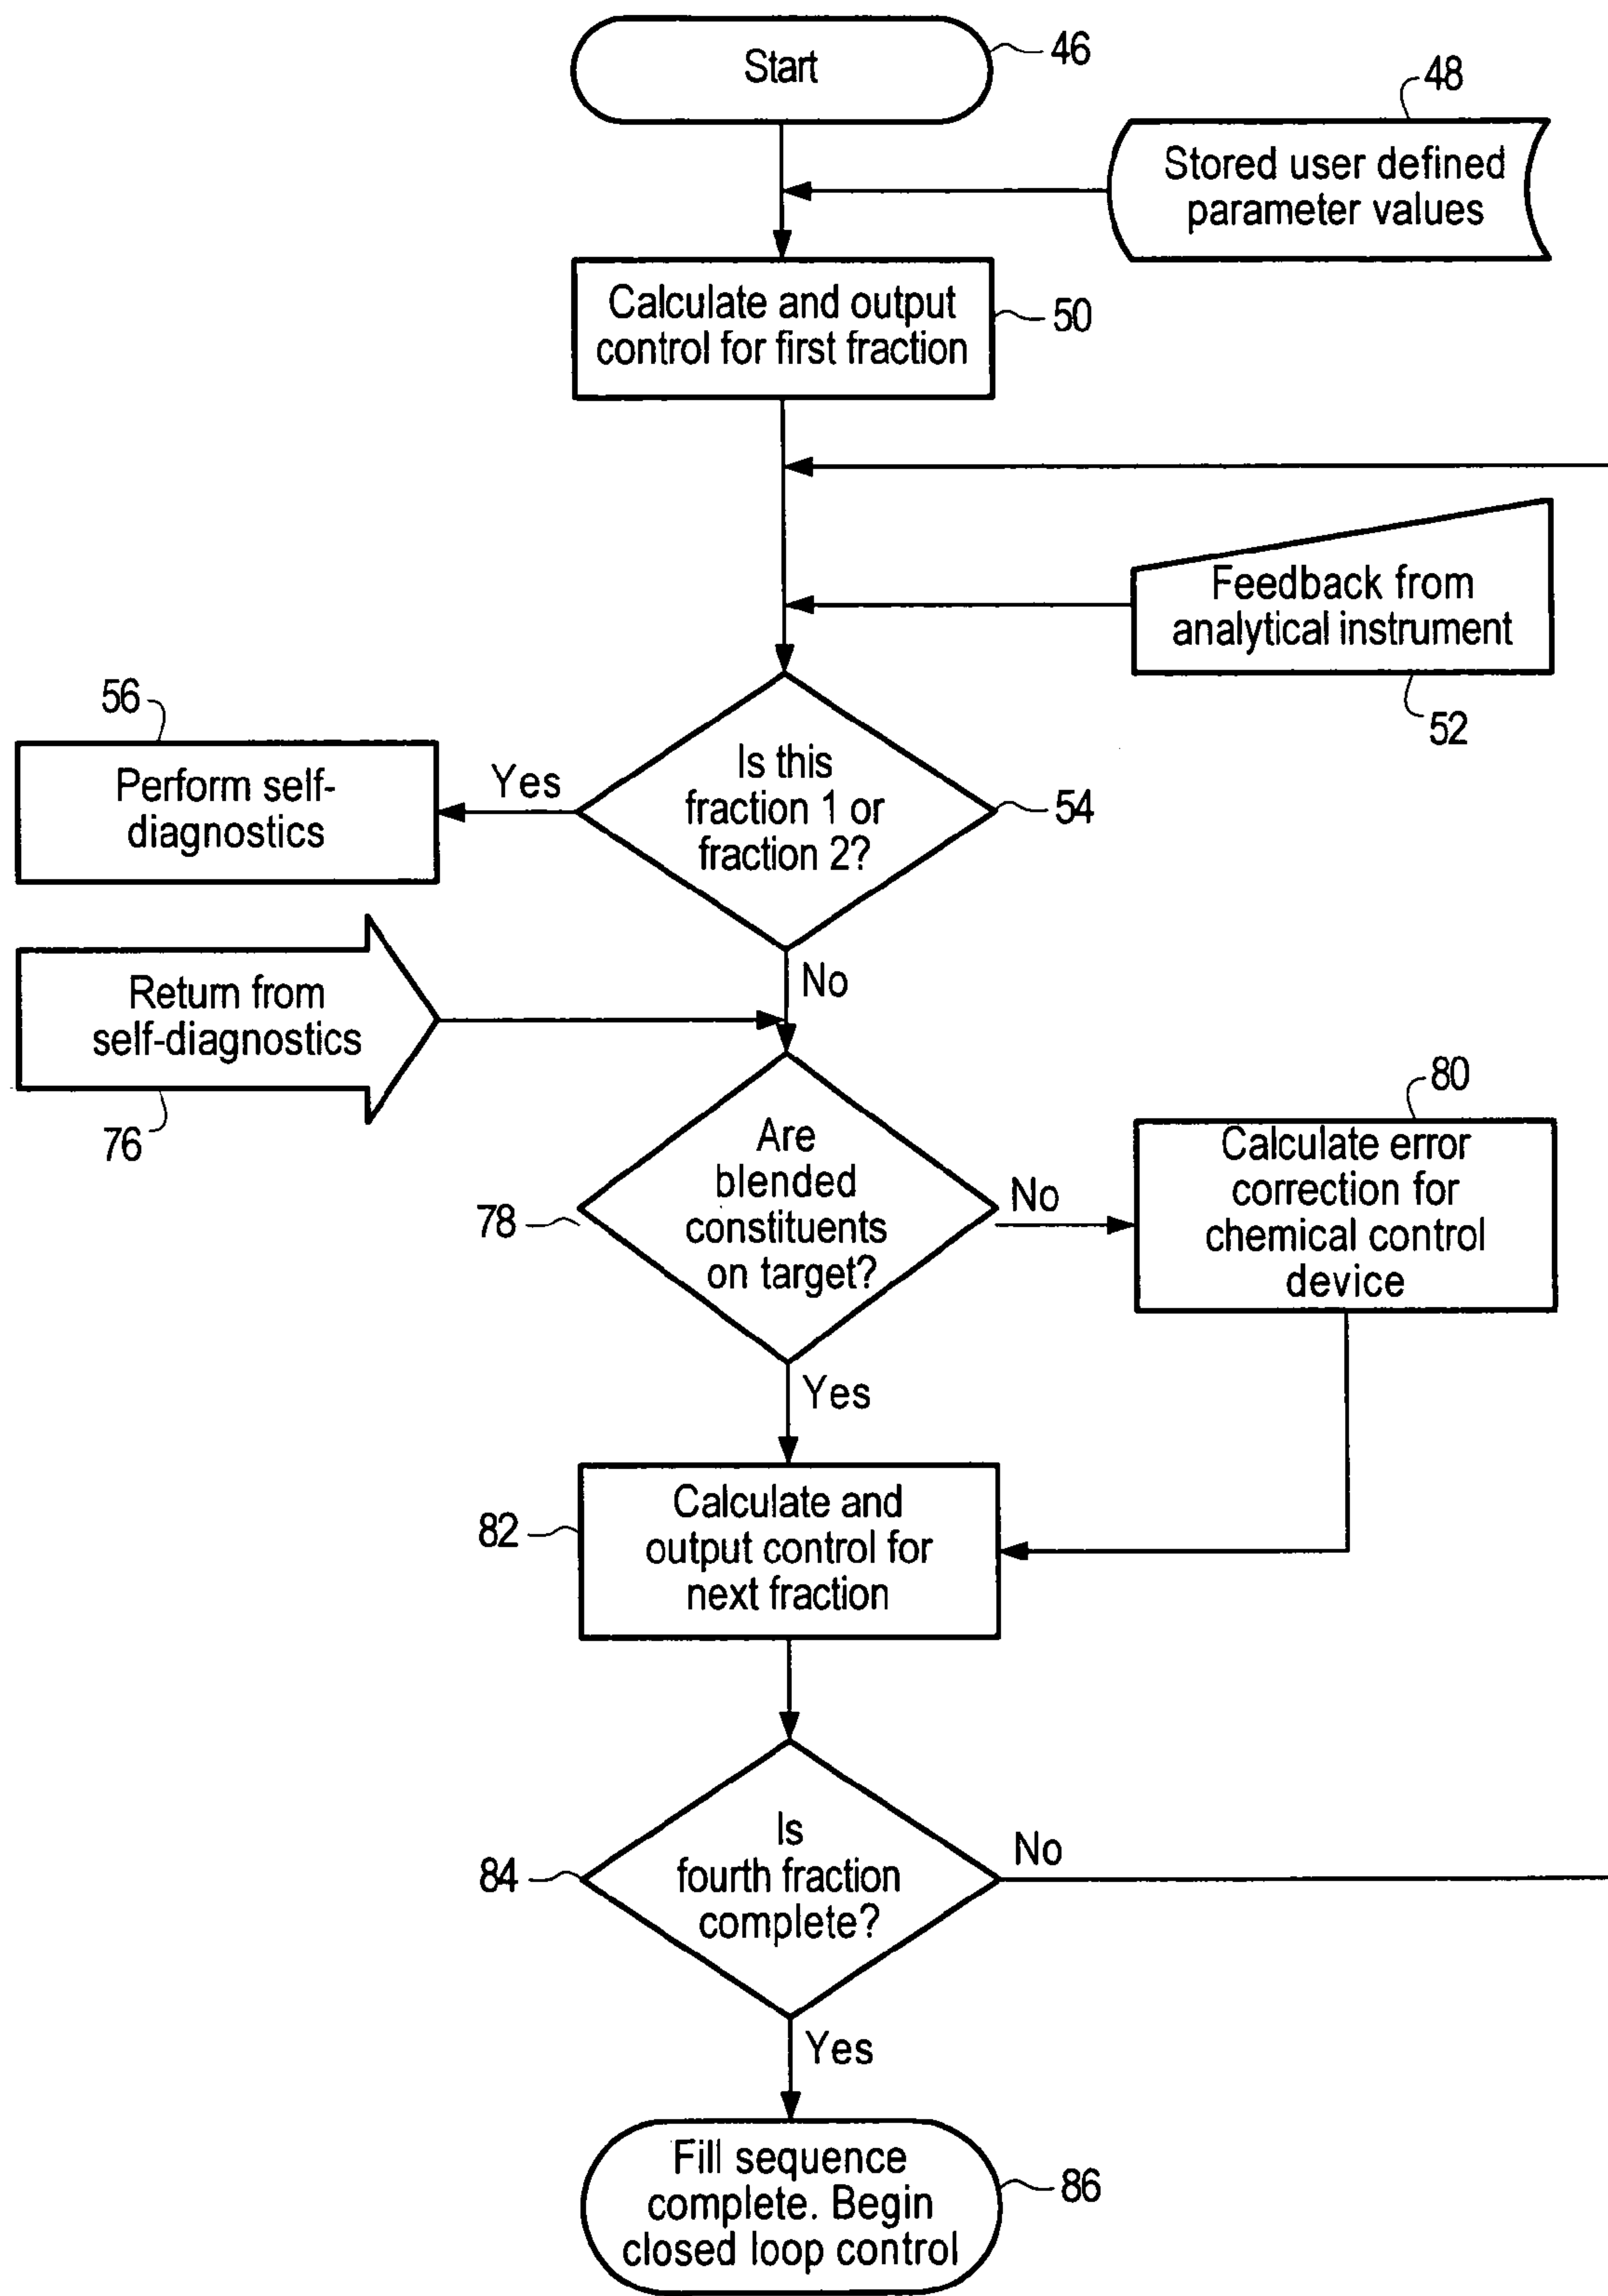 Start
46
48
Stored user defined
parameter values
Calculate and output
control for first fraction
50
Feedback from
analytical instrument
52
56
Perform self-
diagnostics
Yes
Is this
fraction 1 or
fraction 2?
54
No
Return from
self-diagnostics
76
Are
blended
constituents
on target?
78
No
80
Calculate error
correction for
chemical control
device
Yes
82
Calculate and
output control for
next fraction
84
Is
fourth fraction
complete?
No
Yes
Fill sequence
complete. Begin
closed loop control
86